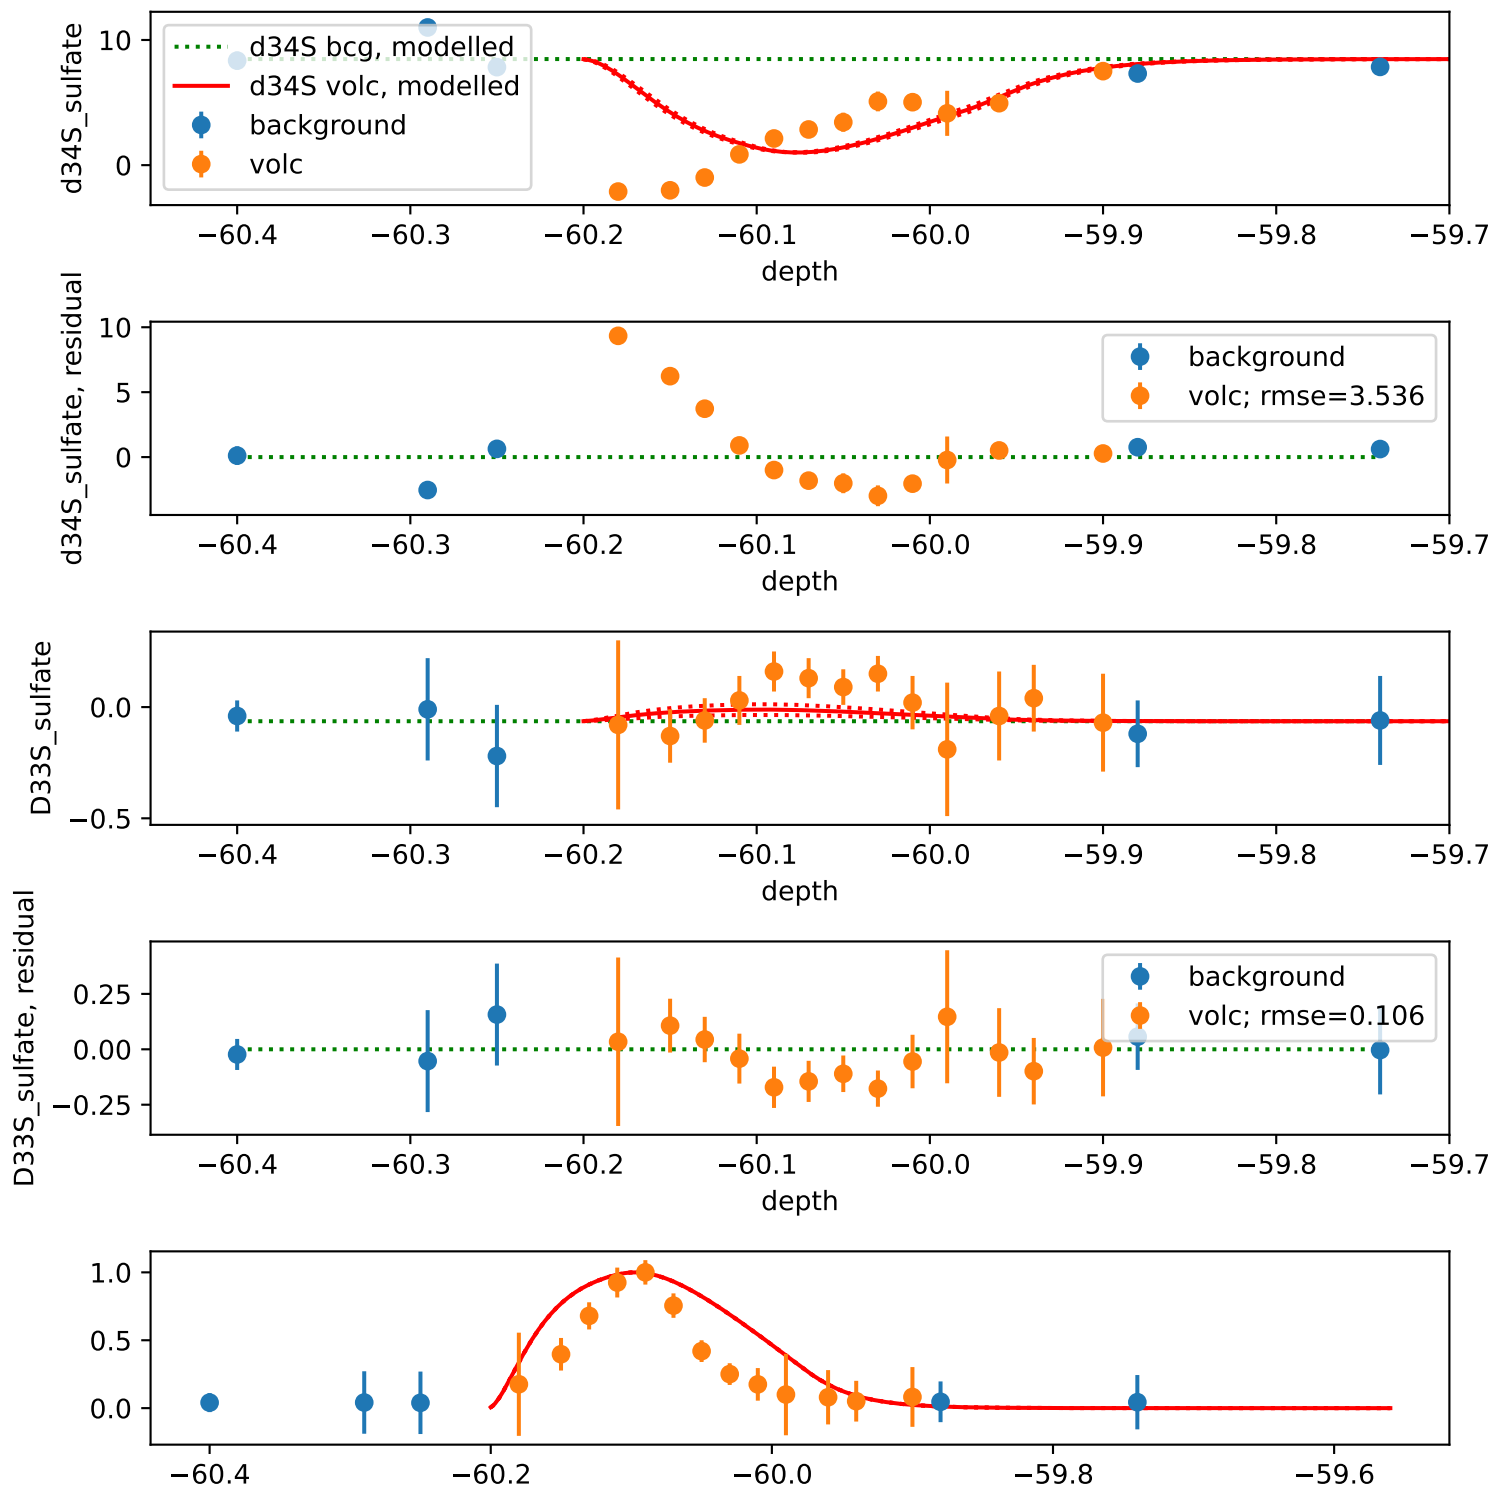 d34S_sulfate
10
0
d34S bcg, modelled
d34S volc, modelled
background
volc
−60.4 −60.3 −60.2 −60.1 −60.0 −59.9 −59.8 −59.7
depth
d34S_sulfate, residual
10
5
0
background
volc; rmse=3.536
−60.4 −60.3 −60.2 −60.1 −60.0 −59.9 −59.8 −59.7
depth
D33S_sulfate
0.0
−0.5
−60.4 −60.3 −60.2 −60.1 −60.0 −59.9 −59.8 −59.7
depth
D33S_sulfate, residual
0.25
0.00
−0.25
background
volc; rmse=0.106
−60.4 −60.3 −60.2 −60.1 −60.0 −59.9 −59.8 −59.7
depth
1.0
0.5
0.0
−60.4 −60.2 −60.0 −59.8 −59.6